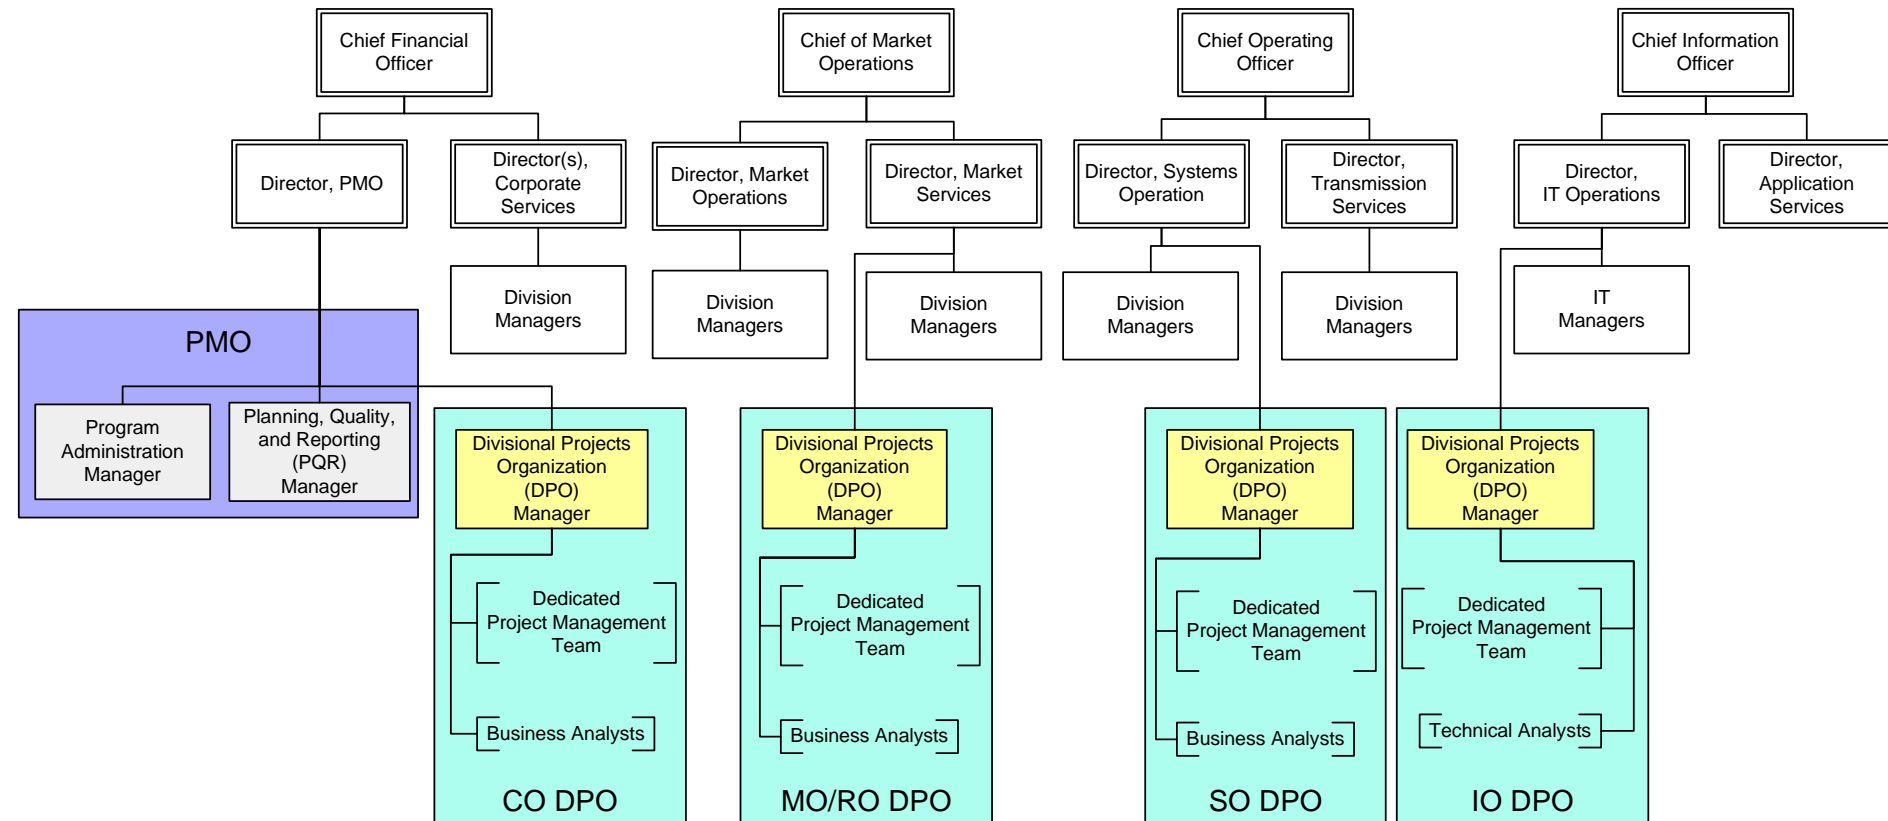 Chief Financial
Officer
Chief of Market
Operations
Chief Operating
Officer
Chief Information
Officer
Director, PMO
Director(s),
Corporate
Services
Director, Market
Operations
Director, Market
Services
Director, Systems
Operation
Director,
Transmission
Services
Director,
IT Operations
Director,
Application
Services
Division
Managers
Division
Managers
Division
Managers
Division
Managers
Division
Managers
IT
Managers
PMO
Program
Administration
Manager
Planning, Quality,
and Reporting
(PQR)
Manager
Divisional Projects
Organization
(DPO)
Manager
Dedicated
Project Management
Team
Business Analysts
CO DPO
Divisional Projects
Organization
(DPO)
Manager
Dedicated
Project Management
Team
Business Analysts
MO/RO DPO
Divisional Projects
Organization
(DPO)
Manager
Dedicated
Project Management
Team
Business Analysts
SO DPO
Divisional Projects
Organization
(DPO)
Manager
Dedicated
Project Management
Team
Technical Analysts
IO DPO